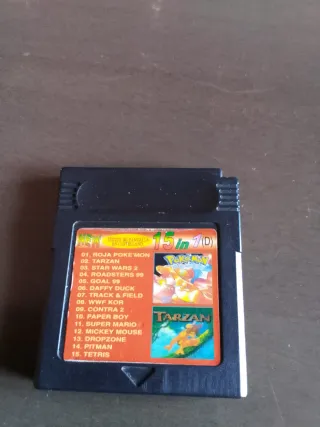 NEW
15 in 1
01. ROJA POKE'MON
02. TARZAN
03. STAR WARS 2
04. ROADSTERS 99
05. GOAL 99
06. DAFFY DUCK
07. TRACK & FIELD
08. WWF KOR
09. CONTRA 2
10. PAPER BOY
11. SUPER MARIO
12. MICKEY MOUSE
13. DROPZONE
14. PITMAN
15. TETRIS
POKéMON
TARZAN